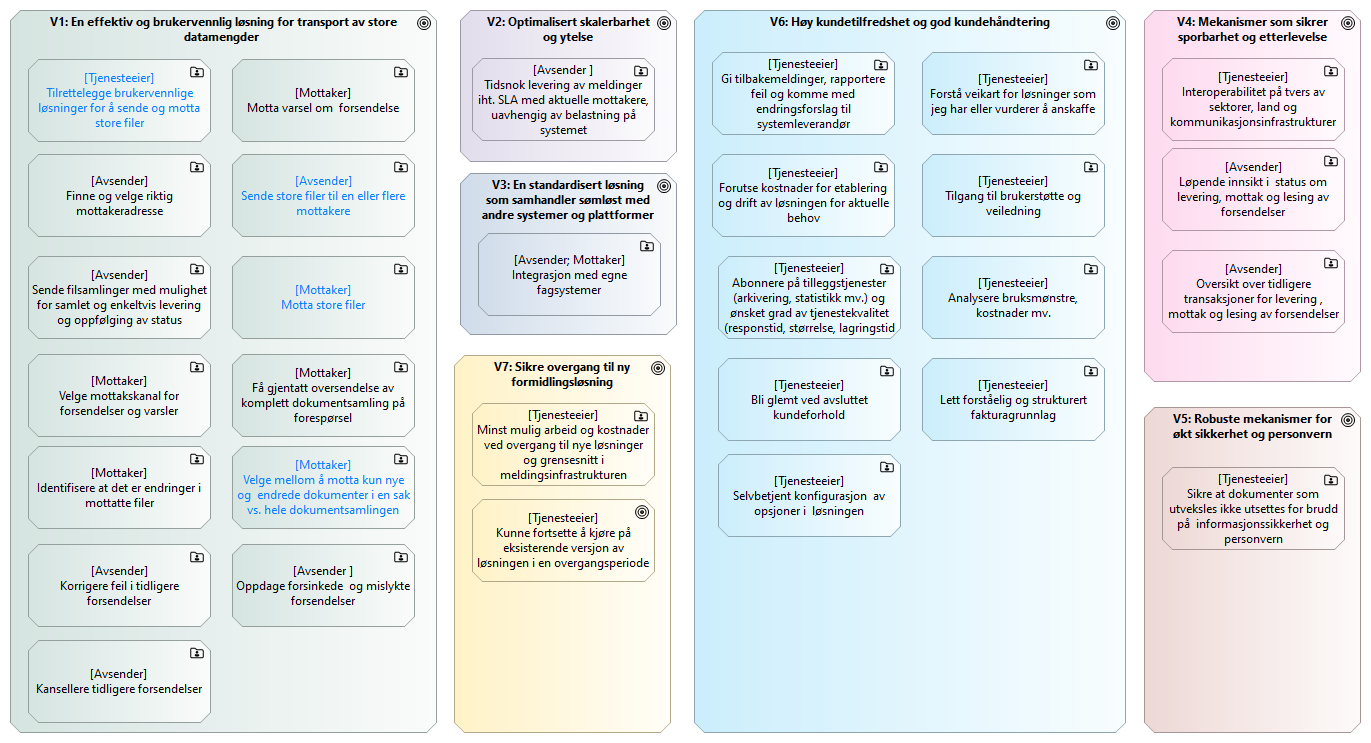 V1: En effektiv og brukervennlig løsning for transport av store
datamengder
[Tjenesteeier]
Tilrettelegge brukervennlige
løsninger for å sende og motta
store filer
[Mottaker]
Motta varsel om forsendelse
[Avsender]
Finne og velge riktig
mottakeradresse
[Avsender]
Sende store filer til en eller flere
mottakere
[Avsender]
Sende filsamlinger med mulighet
for samlet og enkeltvis levering
og oppfølging av status
[Mottaker]
Motta store filer
[Mottaker]
Velge mottakskanal for
forsendelser og varsler
[Mottaker]
Få gjentatt oversendelse av
komplett dokumentsamling på
forespørsel
[Mottaker]
Identifisere at det er endringer i
mottatte filer
[Mottaker]
Velge mellom å motta kun nye
og endrede dokumenter i en sak
vs. hele dokumentsamlingen
[Avsender]
Korrigere feil i tidligere
forsendelser
[Avsender ]
Oppdage forsinkede og mislykte
forsendelser
[Avsender]
Kansellere tidligere forsendelser
V2: Optimalisert skalerbarhet
og ytelse
[Avsender ]
Tidsnok levering av meldinger
iht. SLA med aktuelle mottakere,
uavhengig av belastning på
systemet
V3: En standardisert løsning
som samhandler sømløst med
andre systemer og plattformer
[Avsender; Mottaker]
Integrasjon med egne
fagsystemer
V7: Sikre overgang til ny
formidlingsløsning
[Tjenesteeier]
Minst mulig arbeid og kostnader
ved overgang til nye løsninger
og grensesnitt i
meldingsinfrastrukturen
[Tjenesteeier]
Kunne fortsette å kjøre på
eksisterende versjon av
løsningen i en overgangsperiode
V6: Høy kundetilfredshet og god kundehåndtering
[Tjenesteeier]
Gi tilbakemeldinger, rapportere
feil og komme med
endringsforslag til
systemleverandør
[Tjenesteeier]
Forstå veikart for løsninger som
jeg har eller vurderer å anskaffe
[Tjenesteeier]
Forutse kostnader for etablering
og drift av løsningen for aktuelle
behov
[Tjenesteeier]
Tilgang til brukerstøtte og
veiledning
[Tjenesteeier]
Abonnere på tilleggstjenester
(arkivering, statistikk mv.) og
ønsket grad av tjenestekvalitet
(responstid, størrelse, lagringstid
[Tjenesteeier]
Analysere bruksmønstre,
kostnader mv.
[Tjenesteeier]
Bli glemt ved avsluttet
kundeforhold
[Tjenesteeier]
Lett forståelig og strukturert
fakturagrunnlag
[Tjenesteeier]
Selvbetjent konfigurasjon av
opsjoner i løsningen
V4: Mekanismer som sikrer
sporbarhet og etterlevelse
[Tjenesteeier]
Interoperabilitet på tvers av
sektorer, land og
kommunikasjonsinfrastrukturer
[Avsender]
Løpende innsikt i status om
levering, mottak og lesing av
forsendelser
[Avsender]
Oversikt over tidligere
transaksjoner for levering ,
mottak og lesing av forsendelser
V5: Robuste mekanismer for
økt sikkerhet og personvern
[Tjenesteeier]
Sikre at dokumenter som
utveksles ikke utsettes for brudd
på informasjonssikkerhet og
personvern